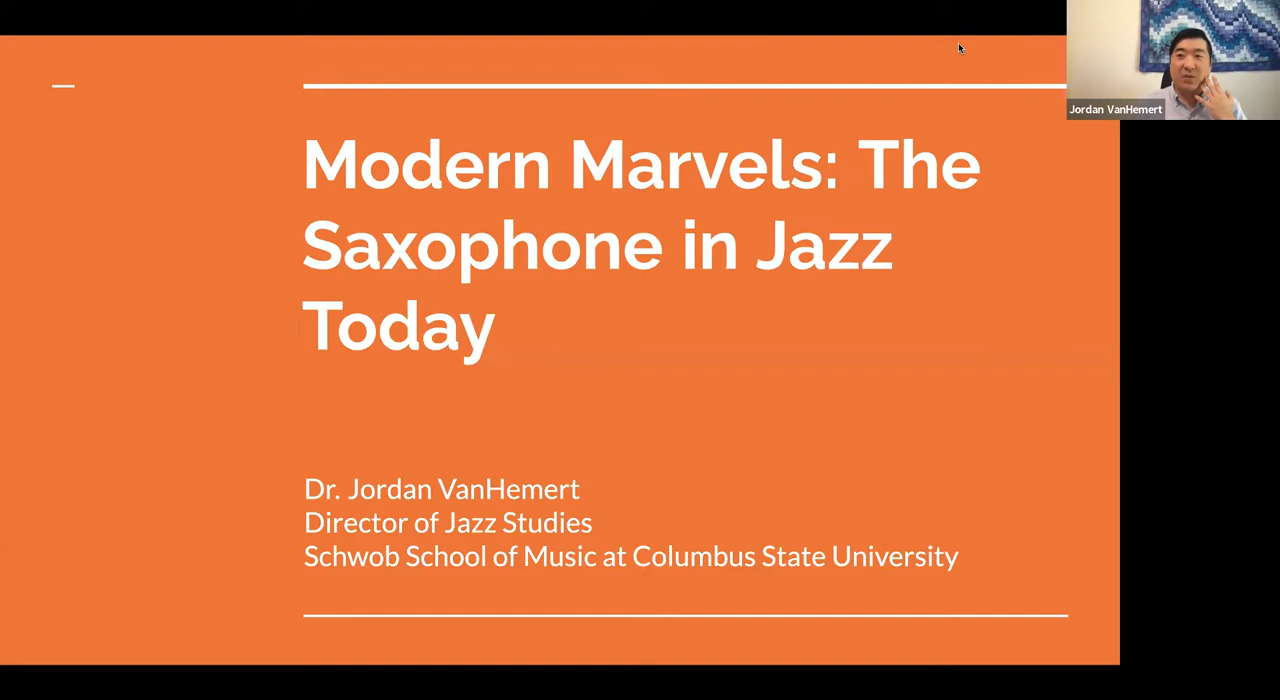 Jordan VanHemert
Modern Marvels: The
Saxophone in Jazz
Today
Dr. Jordan VanHemert
Director of Jazz Studies
Schwob School of Music at Columbus State University